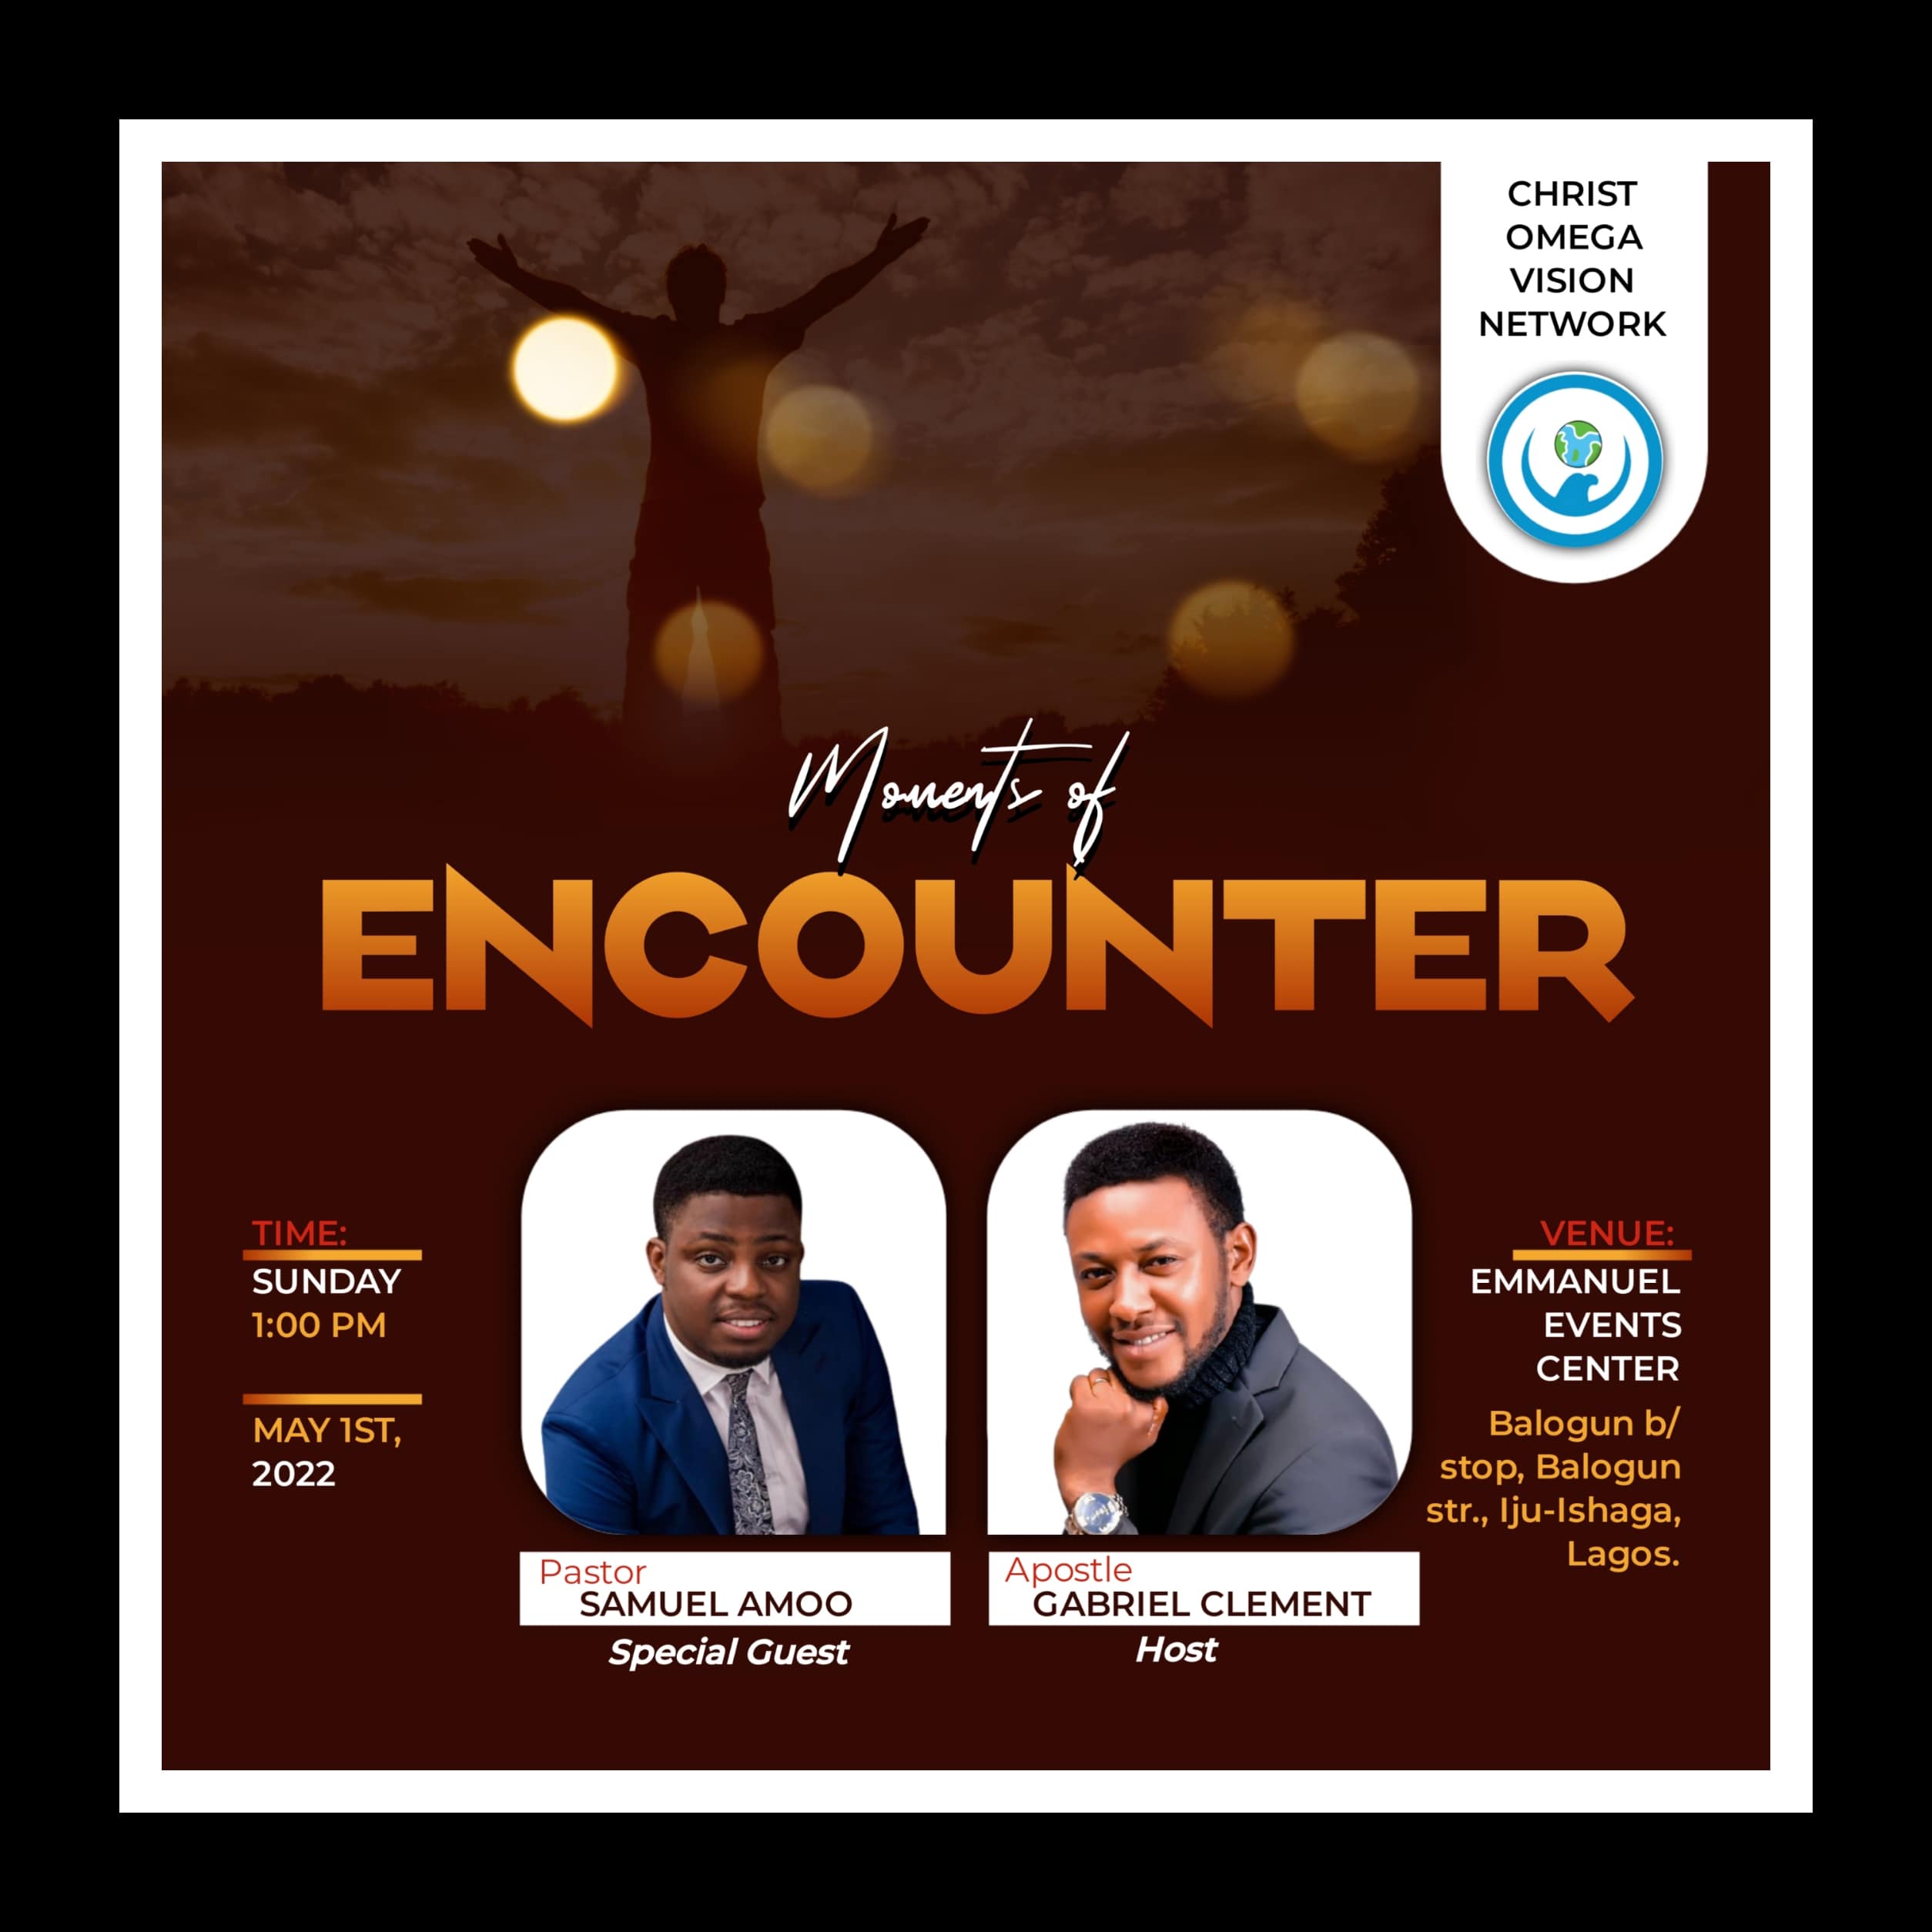 CHRIST
OMEGA
VISION
NETWORK
Moments of
ENCOUNTER
TIME:
SUNDAY
1:00 PM
MAY 1ST,
2022
Pastor
SAMUEL AMOO
Special Guest
Apostle
GABRIEL CLEMENT
Host
VENUE:
EMMANUEL
EVENTS
CENTER
Balogun b/
stop, Balogun
str., Iju-Ishaga,
Lagos.